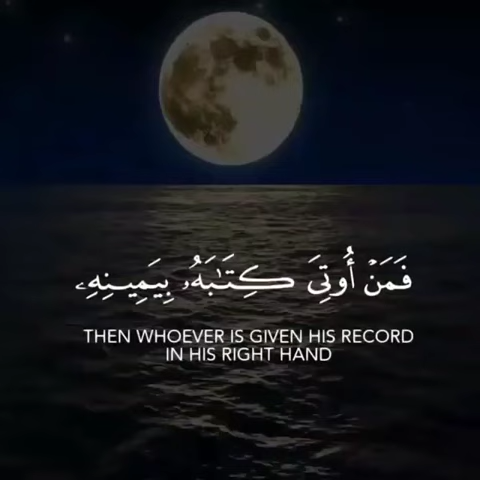 فَمَنْ أُوتِيَ كِتَٰبَهُۥ بِيَمِينِهِۦ
THEN WHOEVER IS GIVEN HIS RECORD
IN HIS RIGHT HAND